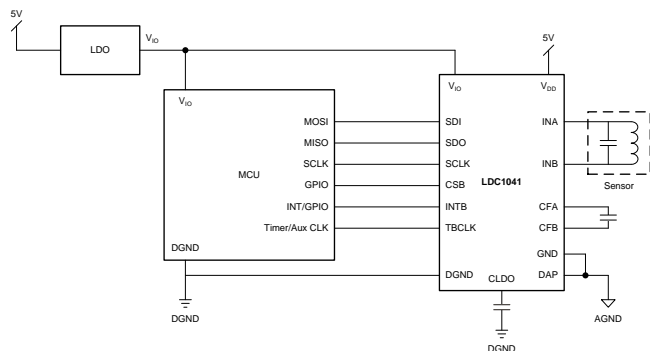 5V
LDO
VIO
5V
VIO
MCU
MOSI
MISO
SCLK
GPIO
INT/GPIO
Timer/Aux CLK
DGND
DGND
VIO
VDD
SDI
SDO
SCLK
CSB
INTB
TBCLK
DGND
LDC1041
INA
INB
CFA
CFB
GND
DAP
CLDO
Sensor
AGND
DGND